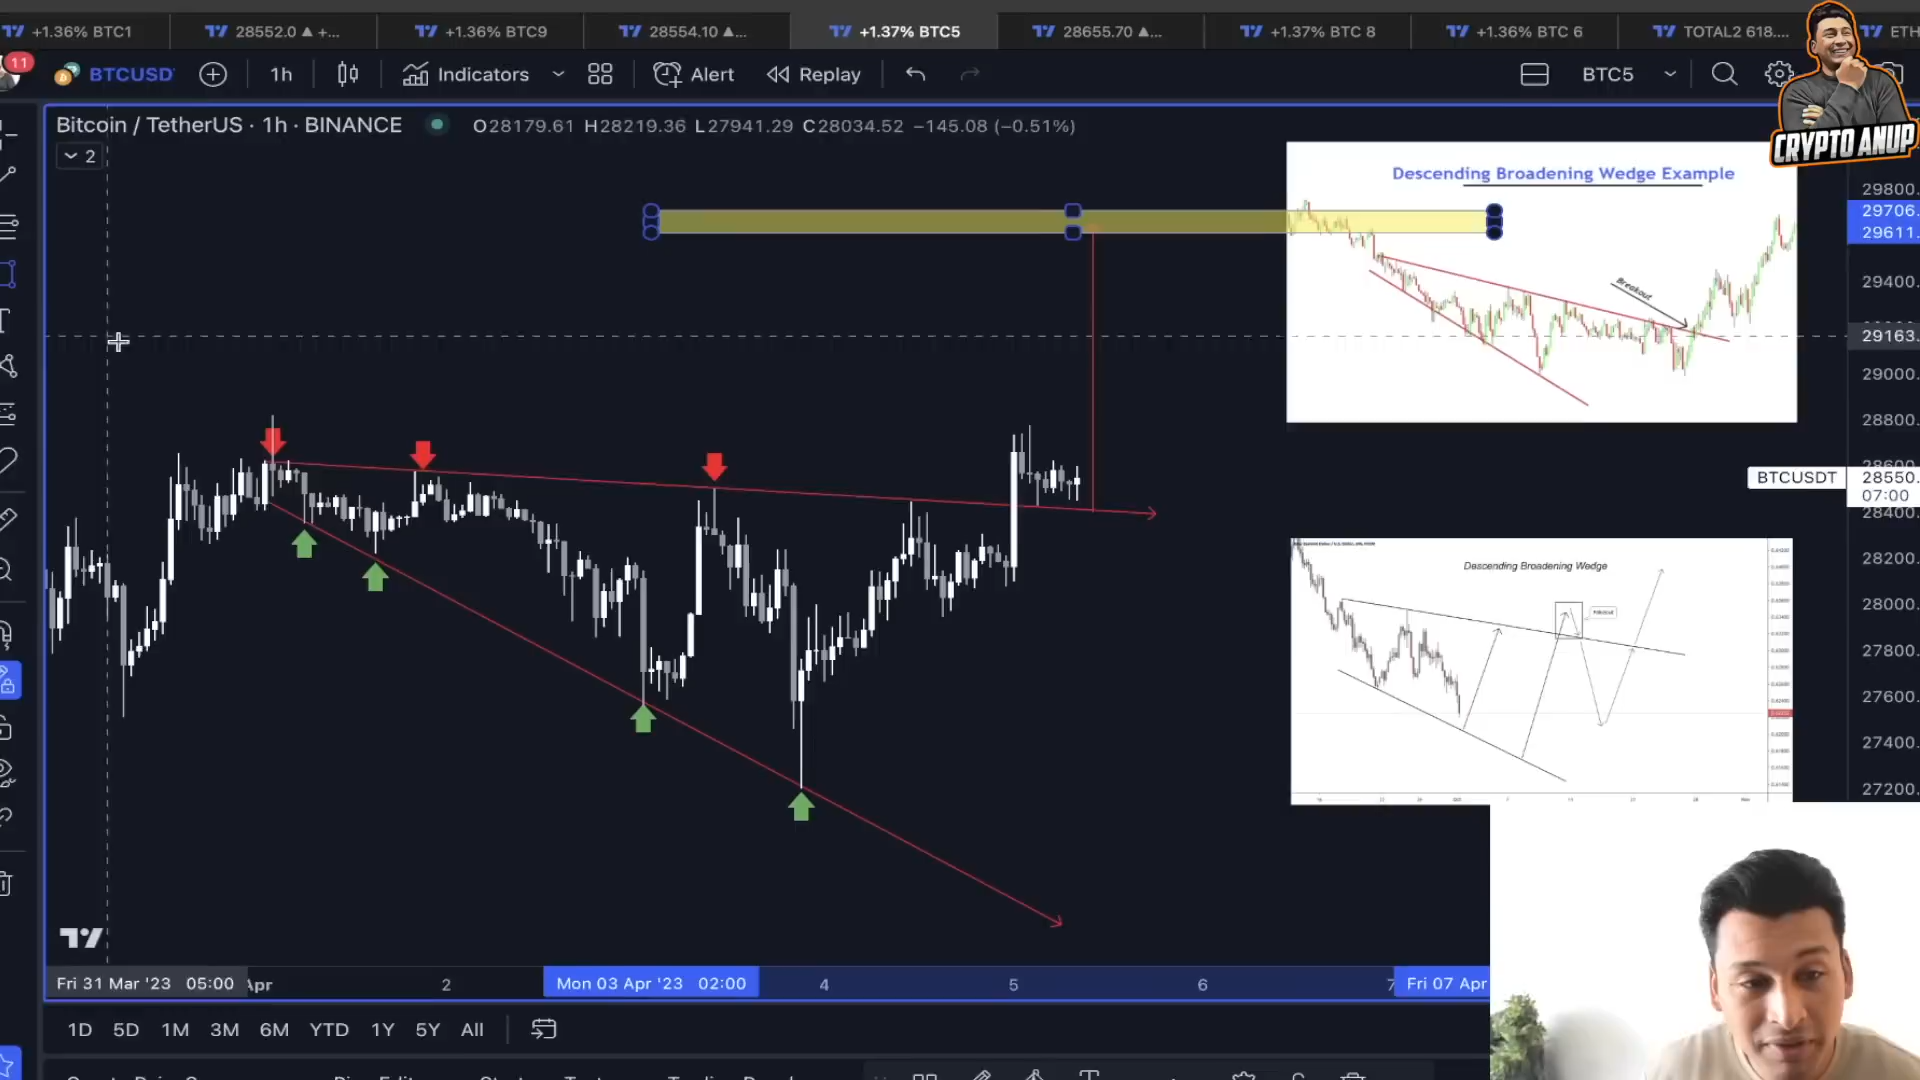 +1.36% BTC1
28552.0 ▲ +...
+1.36% BTC9
28554.10 ▲...
+1.37% BTC5
28655.70 ▲...
+1.37% BTC 8
+1.36% BTC 6
TOTAL2 618....
ETH
11
BTCUSD
1h
Indicators
Alert
Replay
BTC5
CRYPTO ANUP
Bitcoin / TetherUS · 1h · BINANCE
O28179.61 H28219.36 L27941.29 C28034.52 −145.08 (−0.51%)
2
Descending Broadening Wedge Example
Breakout
29800.
29706.
29611.
29400.
29163.
29000.
28800.
BTCUSDT
28550.
07:00
28400.
28200.
28000.
27800.
27600.
27400.
27200.
Descending Broadening Wedge
Fri 31 Mar '23 05:00
Apr
2
Mon 03 Apr '23 02:00
4
5
6
7
Fri 07 Apr
1D 5D 1M 3M 6M YTD 1Y 5Y All